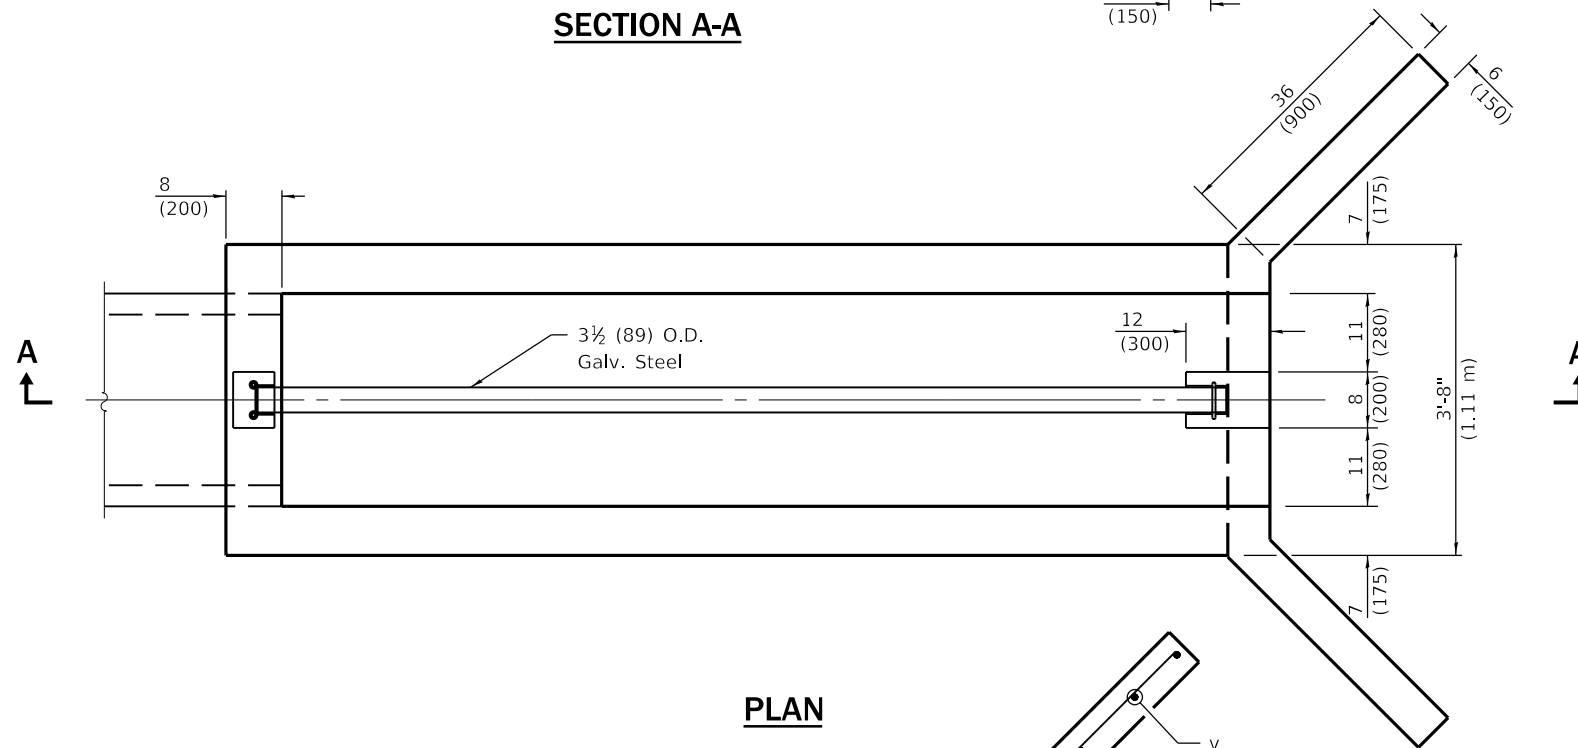 (150)
SECTION A-A
36
(900)
6
(150)
8
(200)
7
(175)
3½ (89) O.D.
Galv. Steel
12
(300)
11
(280)
8
(200)
11
(280)
3'-8"
(1.11 m)
A
A
7
(175)
PLAN
v